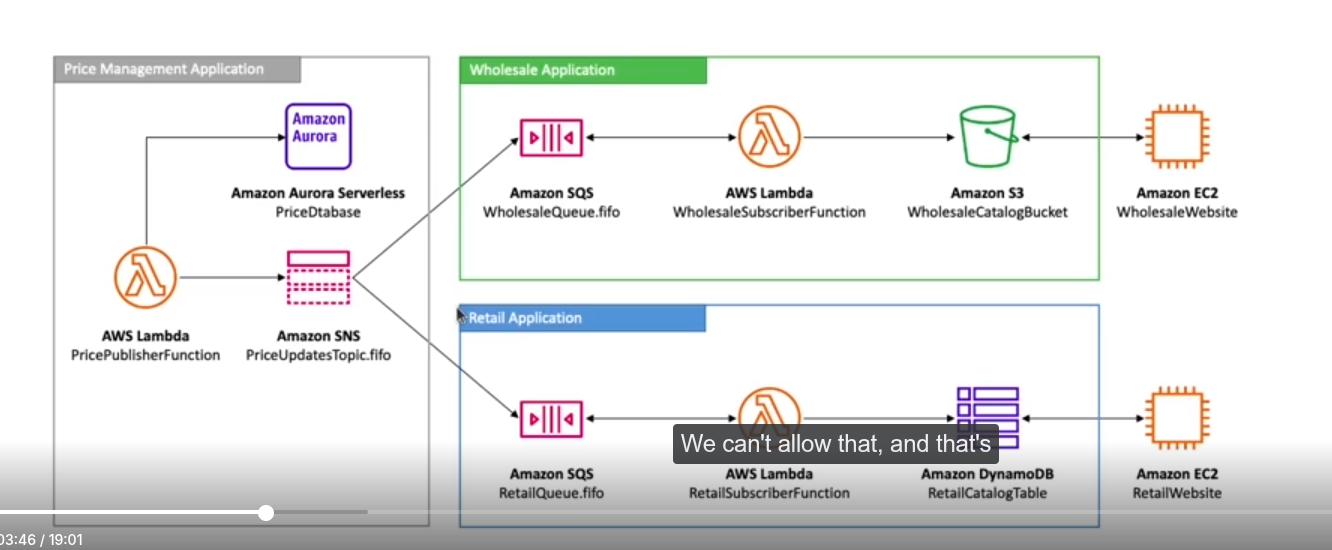 Price Management Application
Amazon
Aurora
Amazon Aurora Serverless
PriceDtabase
AWS Lambda
PricePublisherFunction
Amazon SNS
PriceUpdatesTopic.fifo
Wholesale Application
Amazon SQS
WholesaleQueue.fifo
AWS Lambda
WholesaleSubscriberFunction
Amazon S3
WholesaleCatalogBucket
Amazon EC2
WholesaleWebsite
Retail Application
We can't allow that, and that's
Amazon SQS
RetailQueue.fifo
AWS Lambda
RetailSubscriberFunction
Amazon DynamoDB
RetailCatalogTable
Amazon EC2
RetailWebsite
03:46 / 19:01